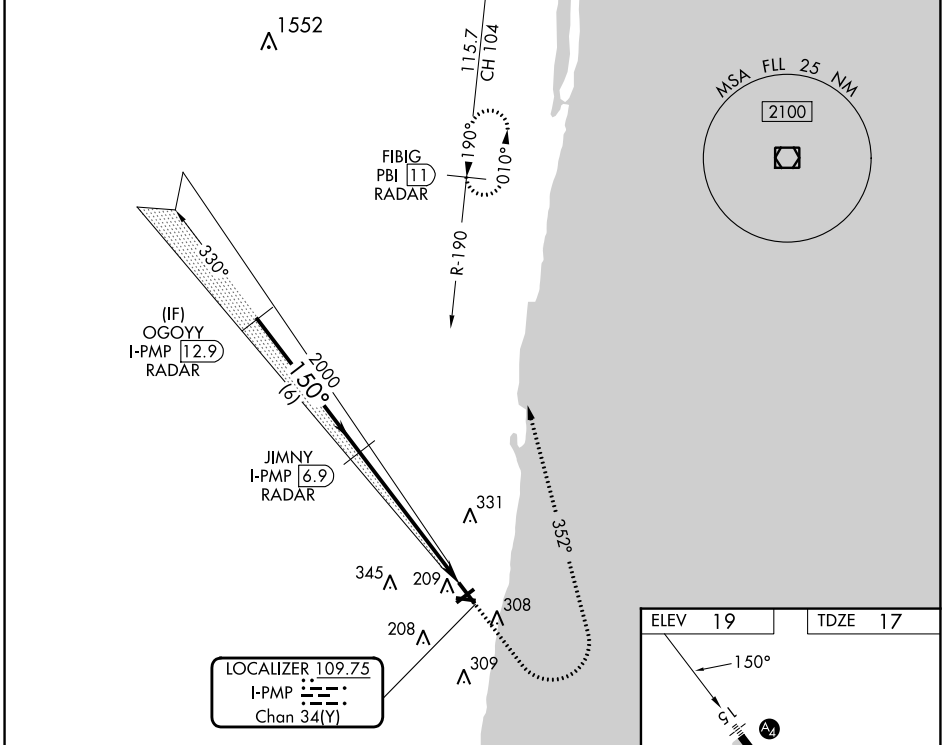 1552
115.7
CH 104
190°
010°
FIBIG
PBI 11
RADAR
R-190
MSA FLL 25 NM
2100
330°
(IF)
OGOYY
I-PMP 12.9
RADAR
2000
150°
(6)
JIMNY
I-PMP 6.9
RADAR
331
352°
345
209
308
208
309
LOCALIZER 109.75
I-PMP
Chan 34(Y)
ELEV 19
TDZE 17
150°
15
A4